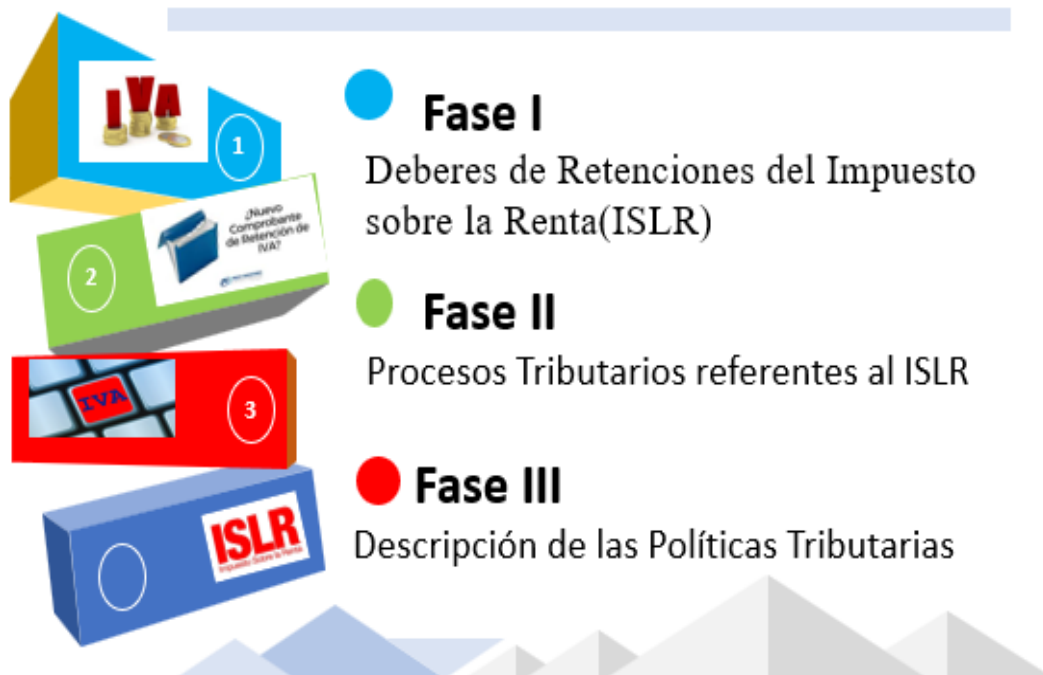 IVA
1
¿Nuevo
Comprobante
de Retención de
IVA?
2
IVA
3
ISLR
Impuesto Sobre la Renta
Fase I
Deberes de Retenciones del Impuesto
sobre la Renta(ISLR)
Fase II
Procesos Tributarios referentes al ISLR
Fase III
Descripción de las Políticas Tributarias